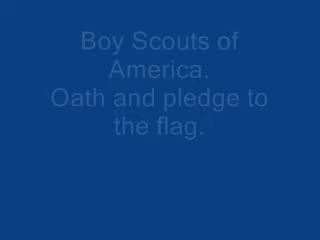 Boy Scouts of
America.
Oath and pledge to
the flag.